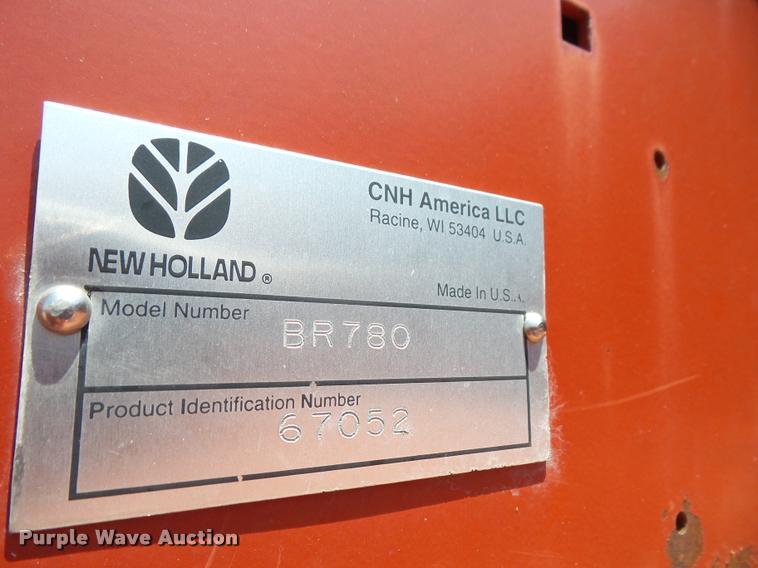 NEW HOLLAND ®
CNH America LLC
Racine, WI 53404 U.S.A.
Made In U.S.A.
Model Number
BR780
Product Identification Number
67052
Purple Wave Auction